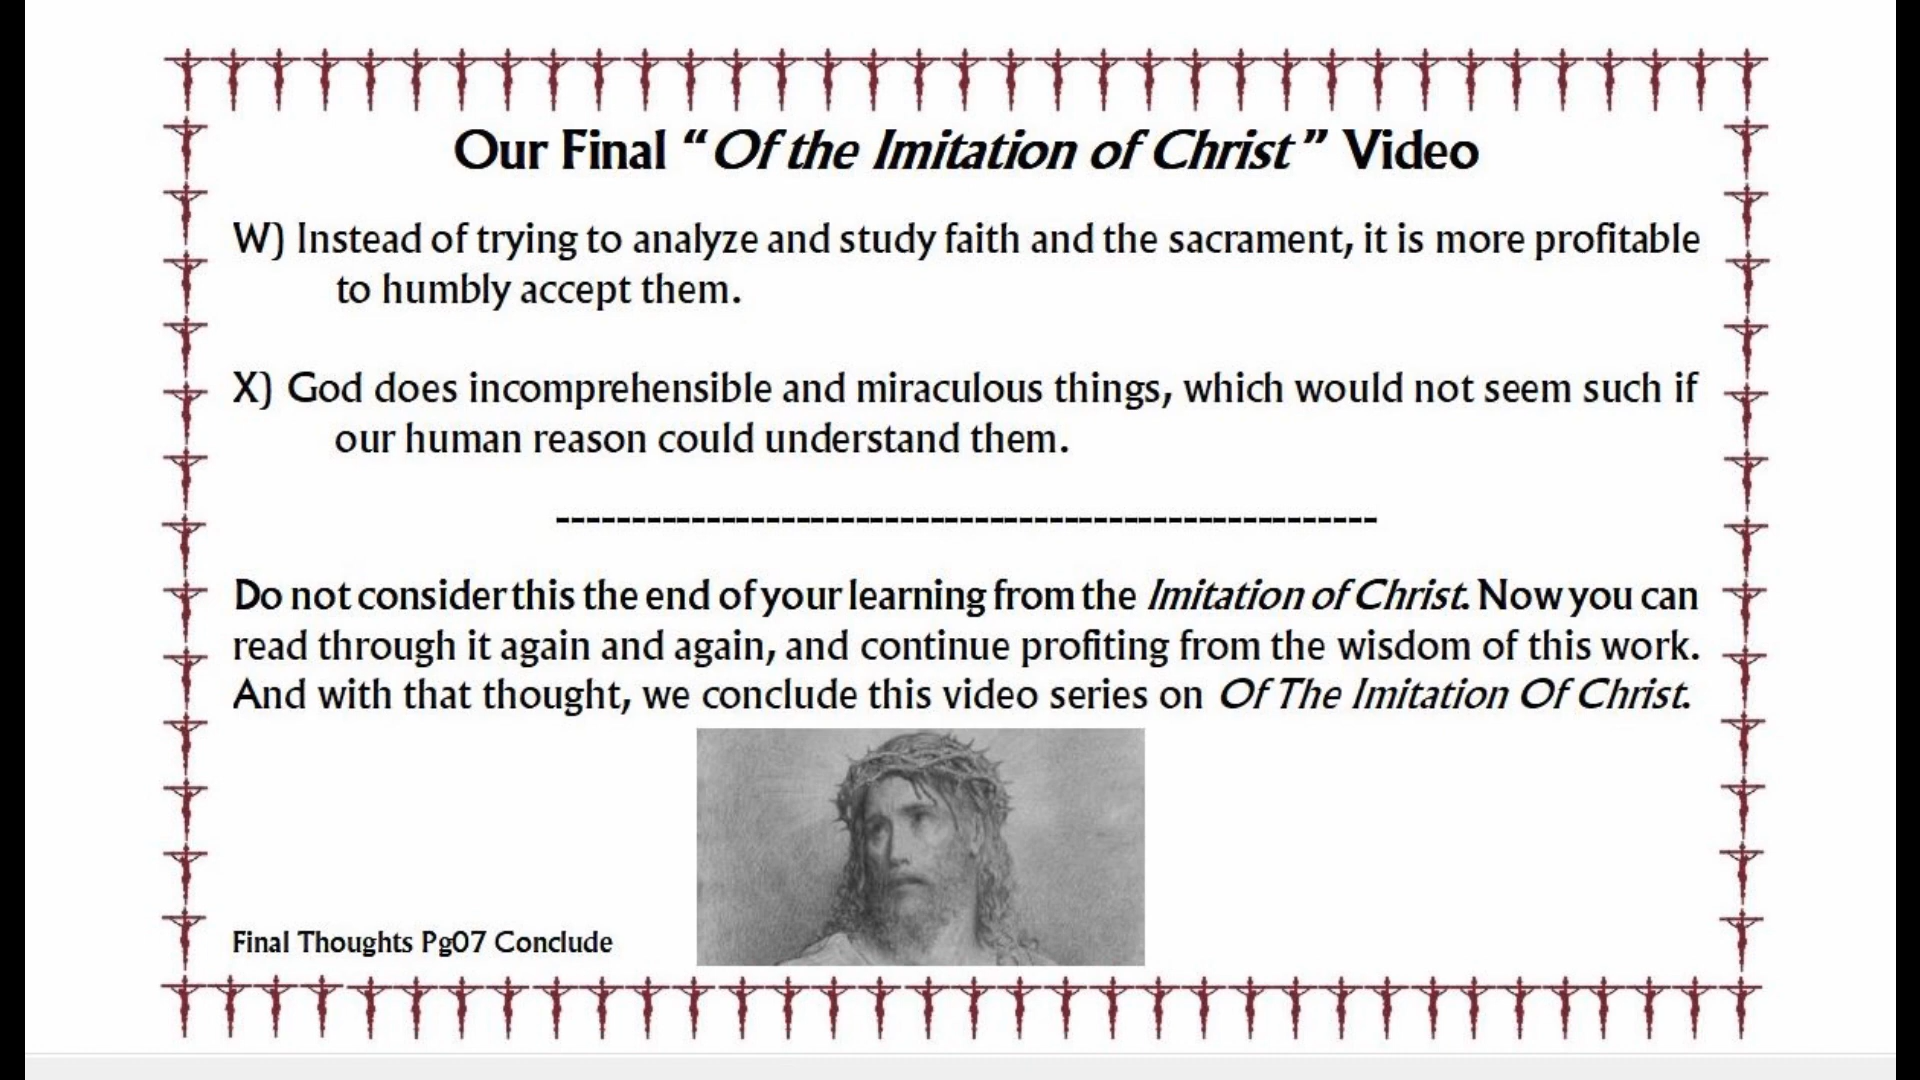 Our Final “Of the Imitation of Christ” Video
W) Instead of trying to analyze and study faith and the sacrament, it is more profitable
to humbly accept them.
X) God does incomprehensible and miraculous things, which would not seem such if
our human reason could understand them.
-------------------------------------------------------
Do not consider this the end of your learning from the Imitation of Christ. Now you can
read through it again and again, and continue profiting from the wisdom of this work.
And with that thought, we conclude this video series on Of The Imitation Of Christ.
Final Thoughts Pg07 Conclude